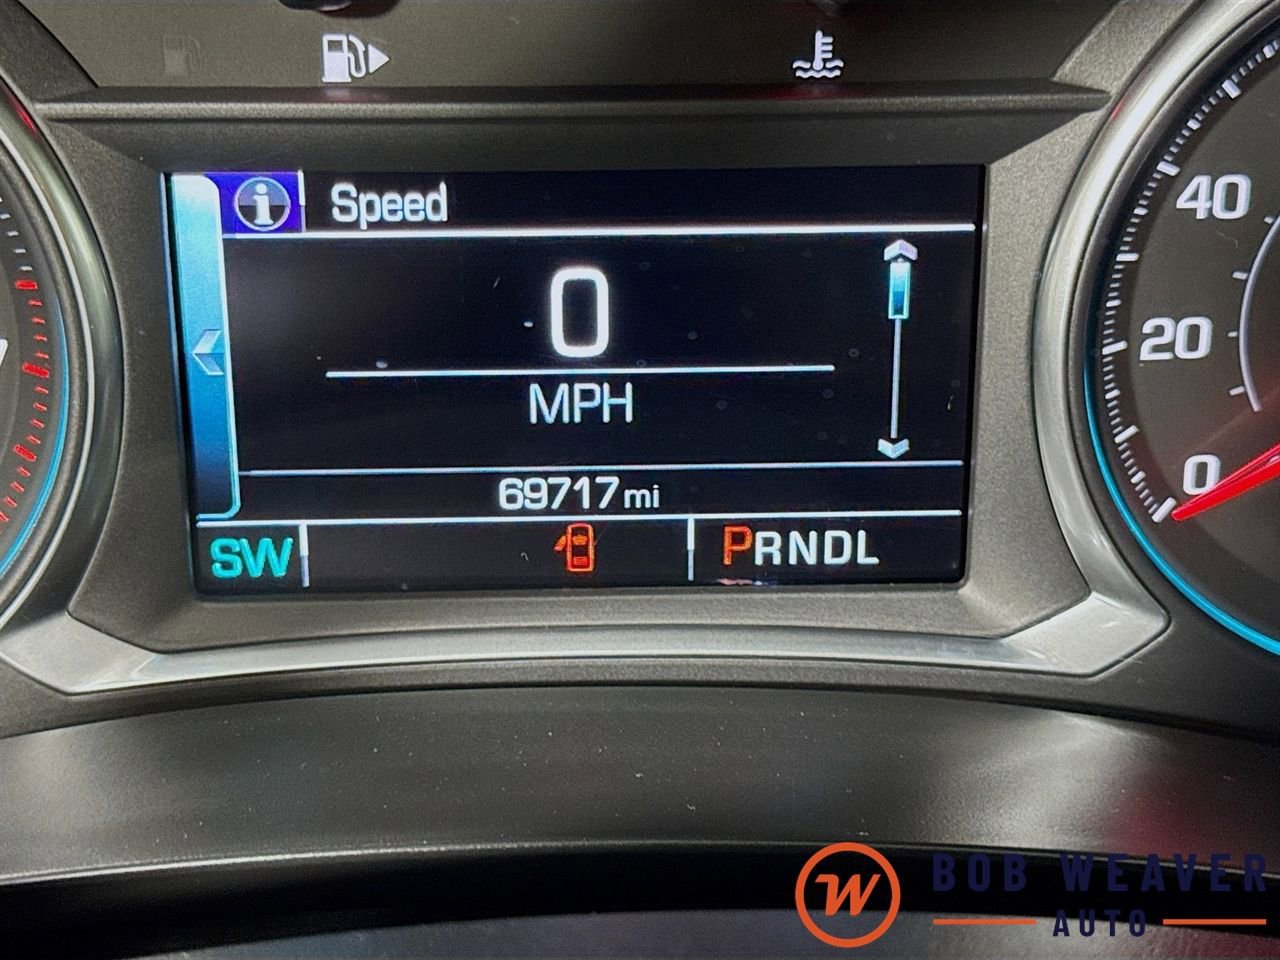 Speed
0
MPH
69717 mi
SW
PRNDL
40
20
0
W
BOB WEAVER
AUTO